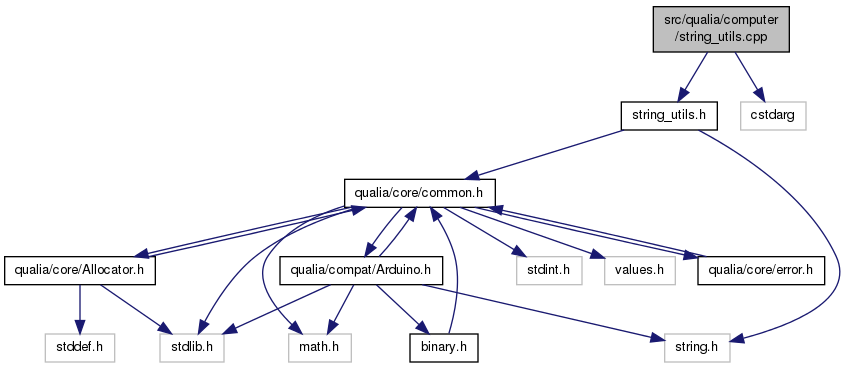 src/qualia/computer
/string_utils.cpp
string_utils.h
cstdarg
qualia/core/common.h
qualia/core/Allocator.h
qualia/compat/Arduino.h
stdint.h
values.h
qualia/core/error.h
stddef.h
stdlib.h
math.h
binary.h
string.h